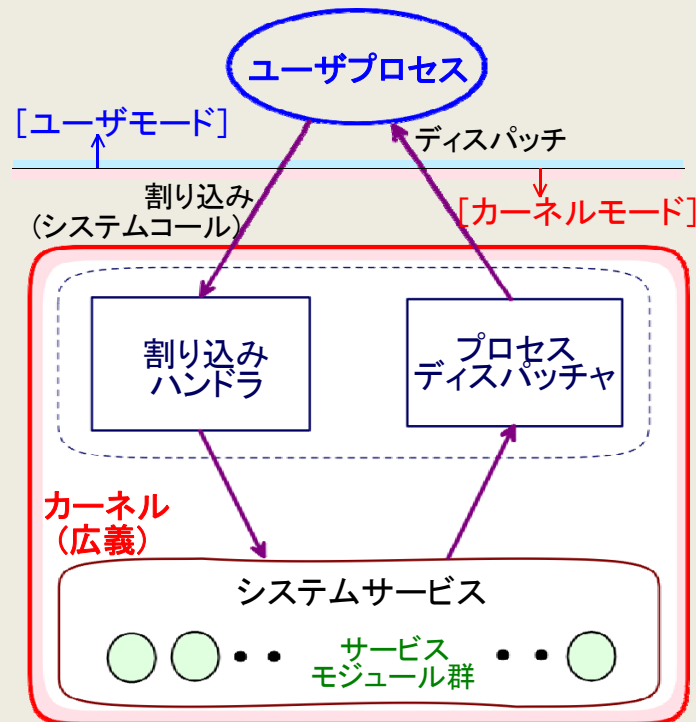 ユーザプロセス
[ユーザモード]
ディスパッチ
割り込み
(システムコール)
[カーネルモード]
割り込み
ハンドラ
プロセス
ディスパッチャ
カーネル
(広義)
システムサービス
サービス
モジュール群